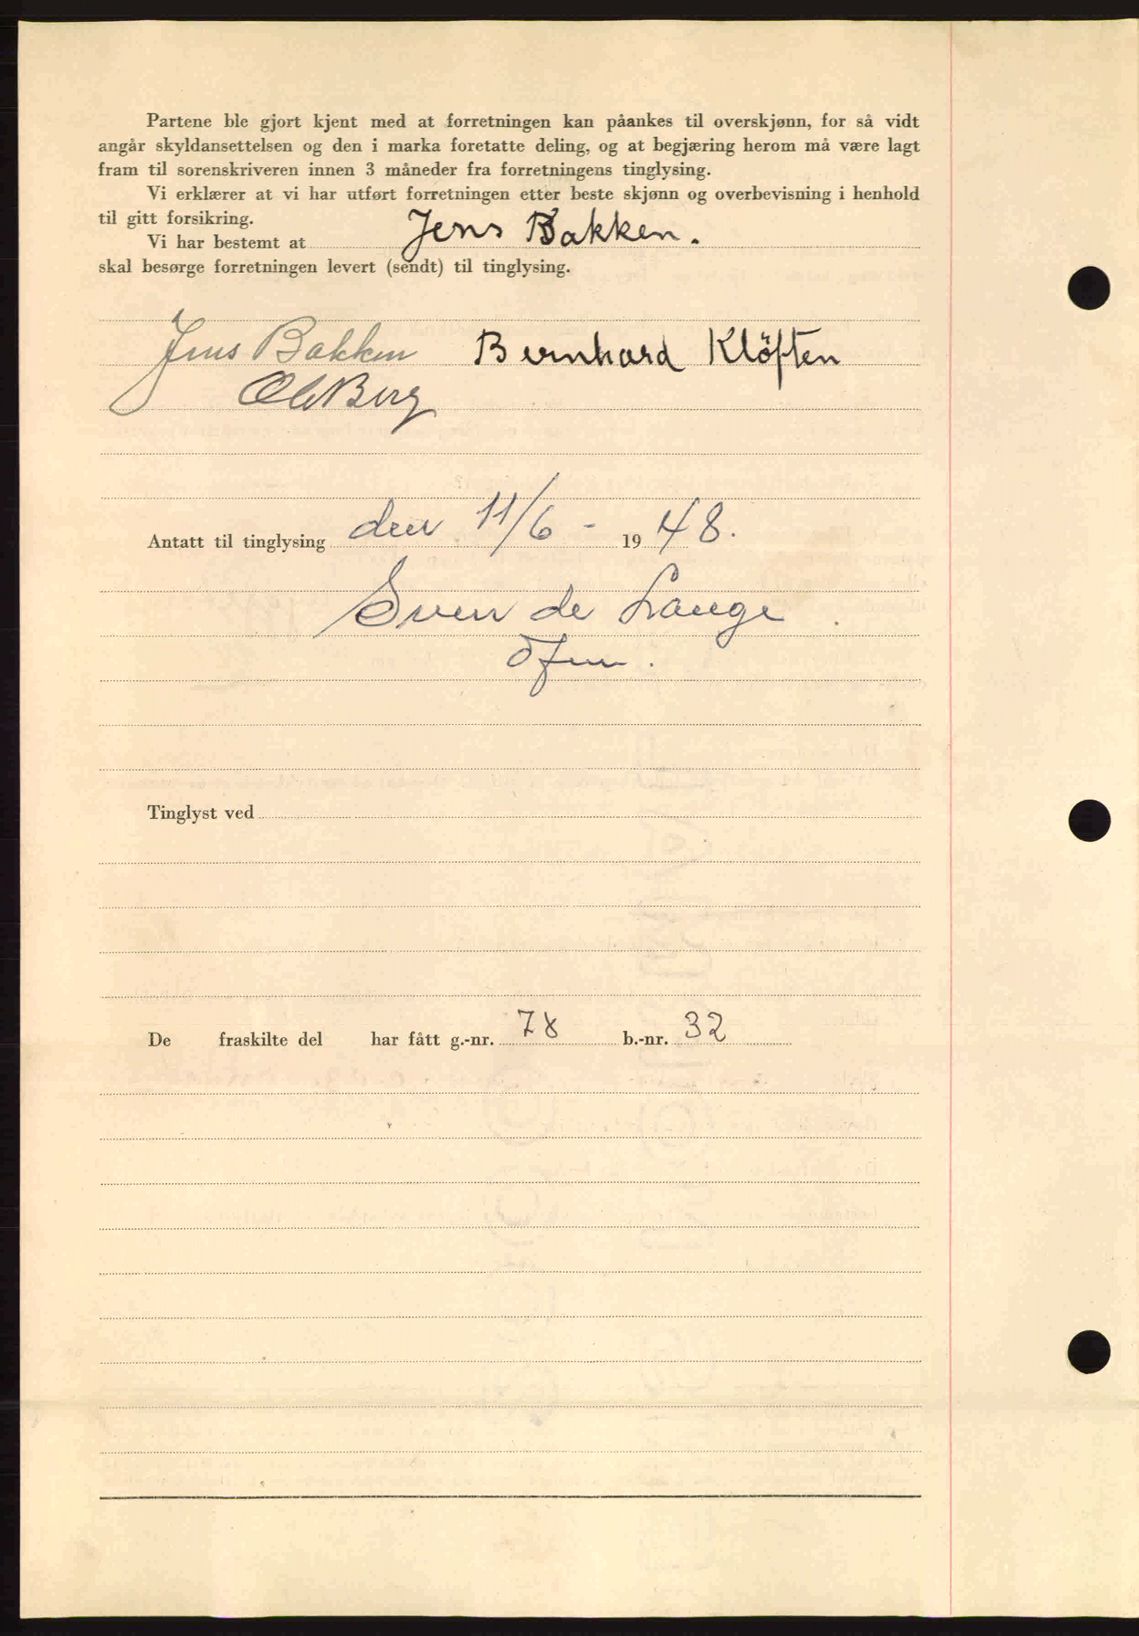 Partene ble gjort kjent med at forretningen kan påankes til overskjønn, for så vidt
angår skyldansettelsen og den i marka foretatte deling, og at begjæring herom må være lagt
fram til sorenskriveren innen 3 måneder fra forretningens tinglysing.
Vi erklærer at vi har utført forretningen etter beste skjønn og overbevisning i henhold
til gitt forsikring.
Vi har bestemt at Jens Bakken.
skal besørge forretningen levert (sendt) til tinglysing.
Jens Bakken Bernhard Klöften
Ole Berg
Antatt til tinglysing den 11/6 - 1948.
Sven de Lange
Tinglyst ved
De fraskilte del har fått g.-nr. 78 b.-nr. 32